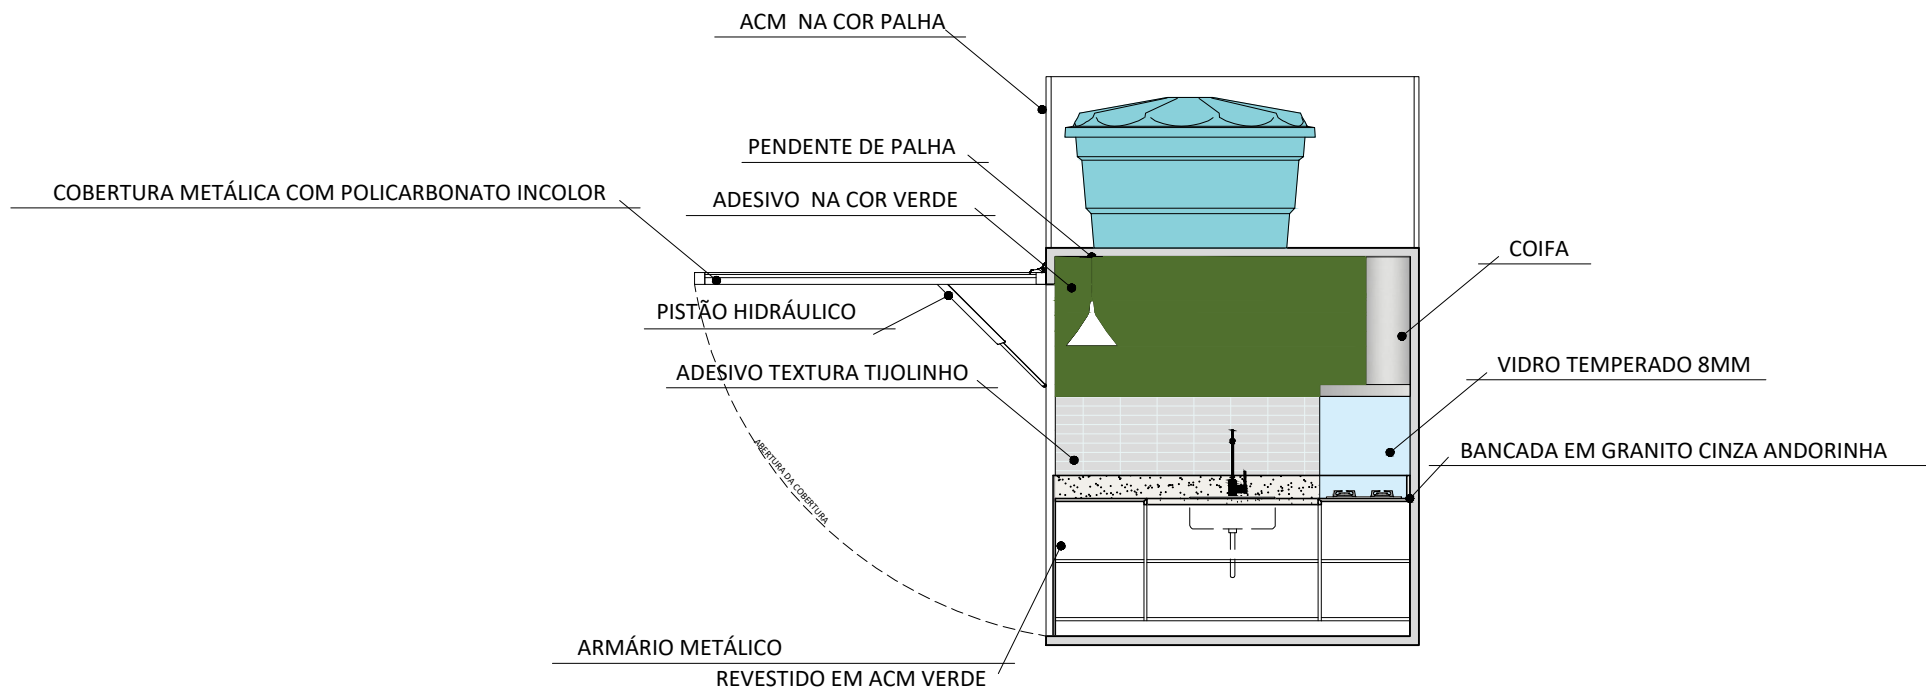 ACM  NA COR PALHA
PENDENTE DE PALHA
COBERTURA METÁLICA COM POLICARBONATO INCOLOR
ADESIVO  NA COR VERDE
COIFA
PISTÃO HIDRÁULICO
ADESIVO TEXTURA TIJOLINHO
VIDRO TEMPERADO 8MM
BANCADA EM GRANITO CINZA ANDORINHA
ABERTURA DA COBERTURA
ARMÁRIO METÁLICO
REVESTIDO EM ACM VERDE